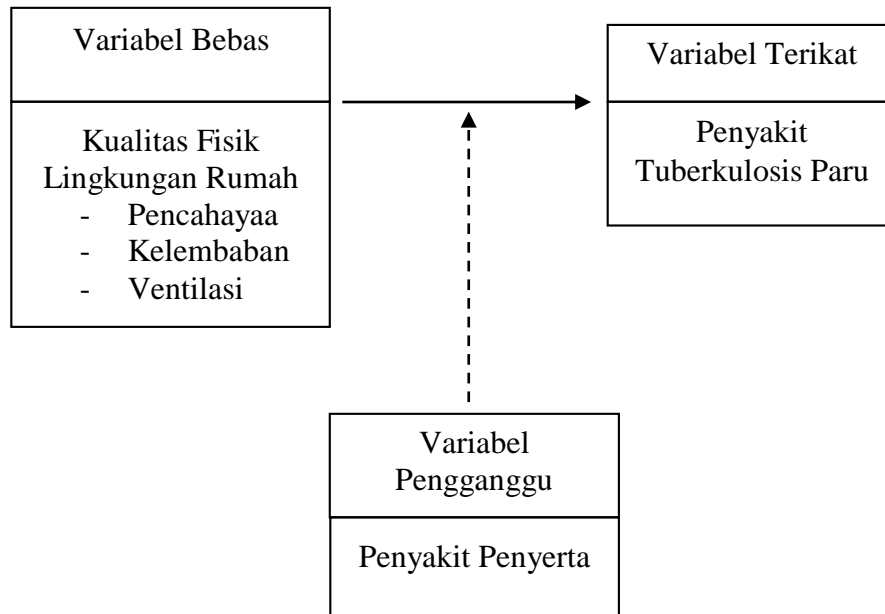 Variabel Bebas
Kualitas Fisik
Lingkungan Rumah
- Pencahayaa
- Kelembaban
- Ventilasi
Variabel Terikat
Penyakit
Tuberkulosis Paru
Variabel
Pengganggu
Penyakit Penyerta